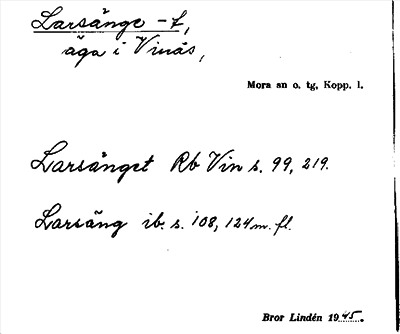 Larsänge -t,
äga i Vinäs,
Mora sn o. tg, Kopp. l.
Larsänget Rb Vin s. 99, 219.
Larsäng ib. s. 108, 124 m. fl.
Bror Lindén 1945.